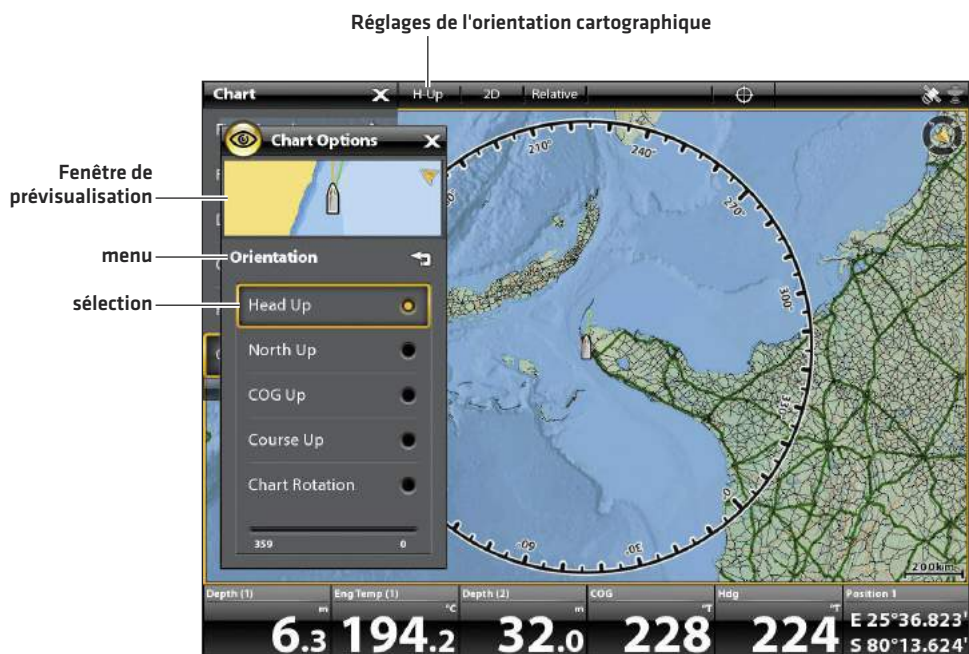 Réglages de l'orientation cartographique
Chart
H-Up
2D
Relative
Chart Options
Fenêtre de
prévisualisation
menu
Orientation
sélection
Head Up
North Up
COG Up
Course Up
Chart Rotation
359 0
210°
240°
270°
300°
330°
0°
30°
60°
200km
Depth (1)
m
6.3
Eng Temp (1)
°C
194.2
Depth (2)
m
32.0
COG
°T
228
Hdg
°T
224
Position 1
E 25°36.823'
S 80°13.624'